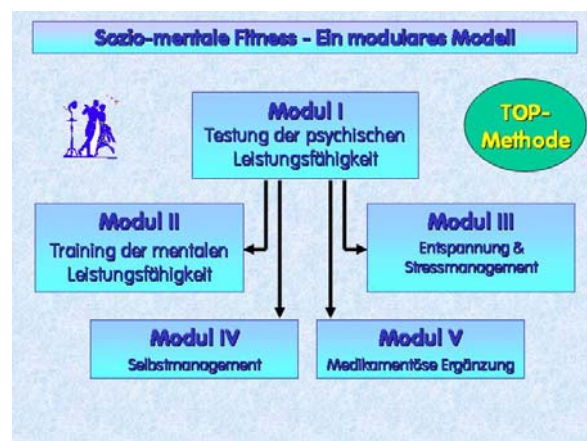 Sozio-mentale Fitness - Ein modulares Modell
Modul I
Testung der psychischen
Leistungsfähigkeit
TOP-
Methode
Modul II
Training der mentalen
Leistungsfähigkeit
Modul III
Entspannung &
Stressmanagement
Modul IV
Selbstmanagement
Modul V
Medikamentöse Ergänzung